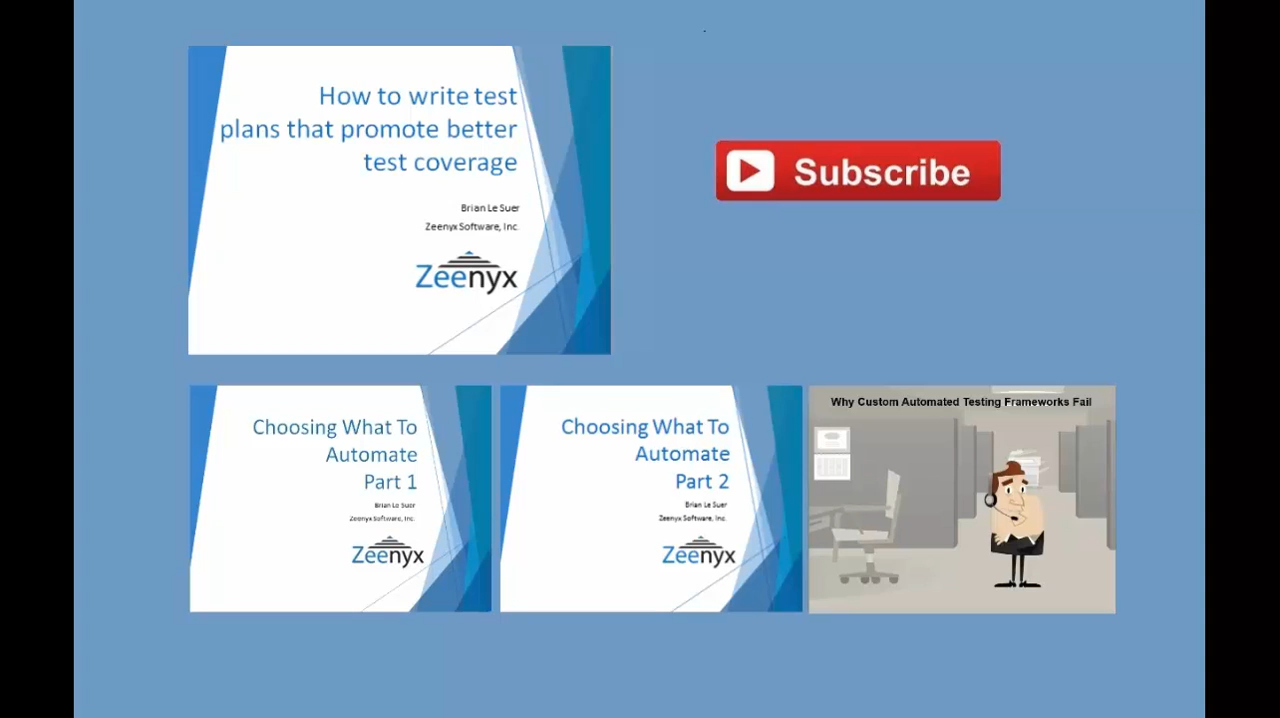 How to write test
plans that promote better
test coverage
Brian Le Suer
Zeenyx Software, Inc.
Zeenyx
Subscribe
Choosing What To
Automate
Part 1
Brian Le Suer
Zeenyx Software, Inc.
Zeenyx
Choosing What To
Automate
Part 2
Brian Le Suer
Zeenyx Software, Inc.
Zeenyx
Why Custom Automated Testing Frameworks Fail